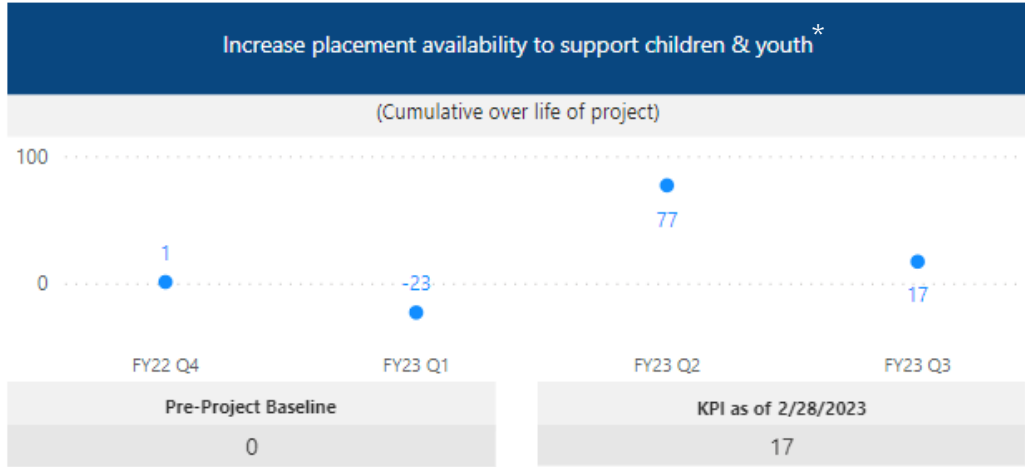 Increase placement availability to support children & youth*
(Cumulative over life of project)
100
77
1
0
-23
17
FY22 Q4 FY23 Q1 FY23 Q2 FY23 Q3
Pre-Project Baseline KPI as of 2/28/2023
0 17